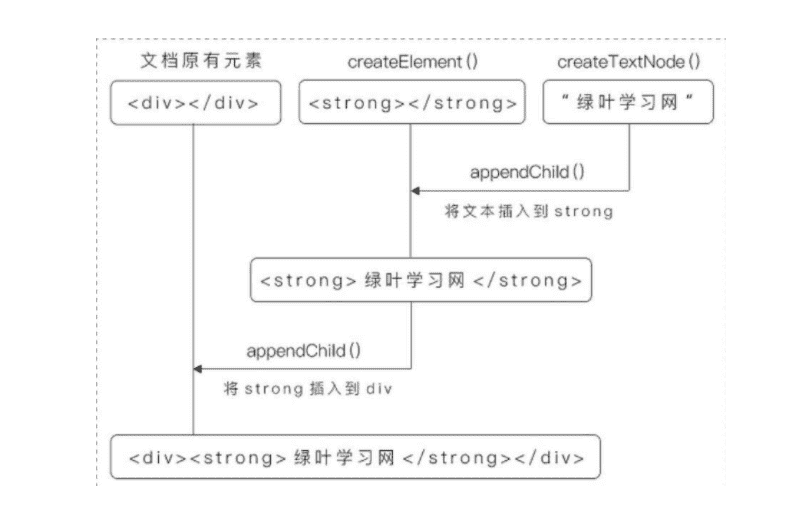 文档原有元素
createElement()
createTextNode()
<div></div>
<strong></strong>
“绿叶学习网“
appendChild()
将文本插入到 strong
<strong> 绿叶学习网 </strong>
appendChild()
将 strong 插入到 div
<div><strong> 绿叶学习网 </strong></div>